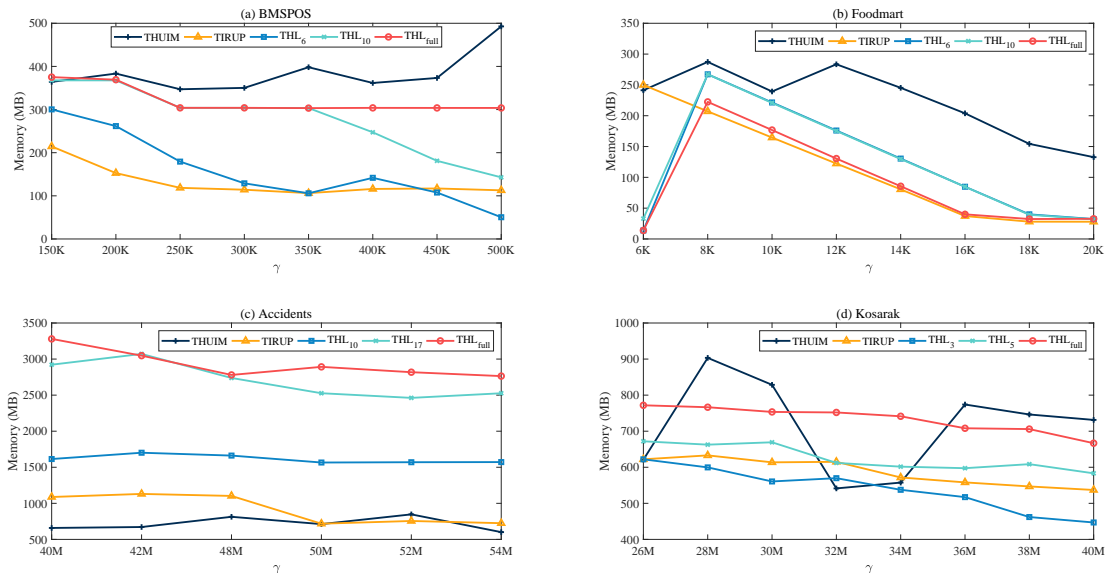 (a) BMSPOS
500
400
300
200
100
0
Memory (MB)
THUIM TIRUP THL6 THL10 THLfull
150K 200K 250K 300K 350K 400K 450K 500K
γ
(b) Foodmart
350
300
250
200
150
100
50
0
Memory (MB)
THUIM TIRUP THL6 THL10 THLfull
6K 8K 10K 12K 14K 16K 18K 20K
γ
(c) Accidents
3500
3000
2500
2000
1500
1000
500
Memory (MB)
THUIM TIRUP THL10 THL17 THLfull
40M 42M 48M 50M 52M 54M
γ
(d) Kosarak
1000
900
800
700
600
500
400
Memory (MB)
THUIM TIRUP THL3 THL5 THLfull
26M 28M 30M 32M 34M 36M 38M 40M
γ